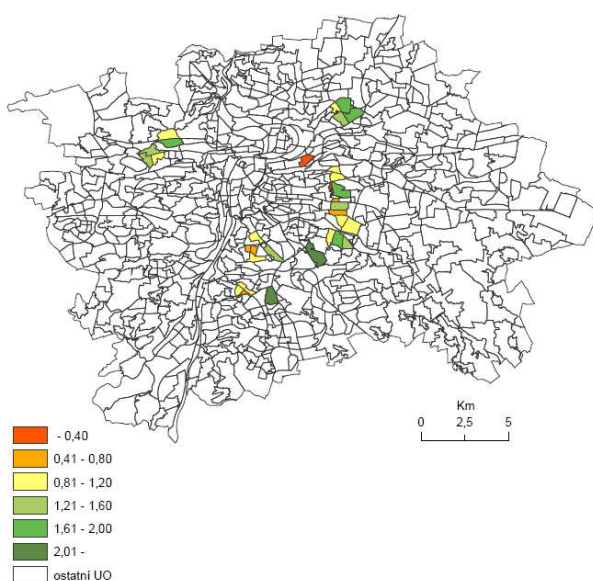 Km
0 2,5 5
- 0,40
0,41 - 0,80
0,81 - 1,20
1,21 - 1,60
1,61 - 2,00
2,01 -
ostatní UO